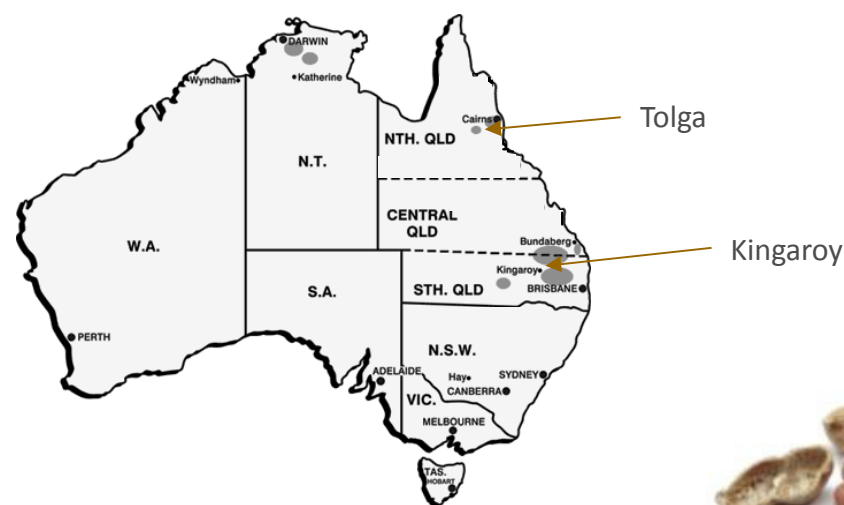 DARWIN
Wyndham
Katherine
Cairns
Tolga
NTH. QLD
N.T.
CENTRAL
QLD
W.A.
Bundaberg
Kingaroy
Kingaroy
STH. QLD
BRISBANE
S.A.
PERTH
N.S.W.
ADELAIDE
Hay
SYDNEY
CANBERRA
VIC.
MELBOURNE
TAS.
HOBART